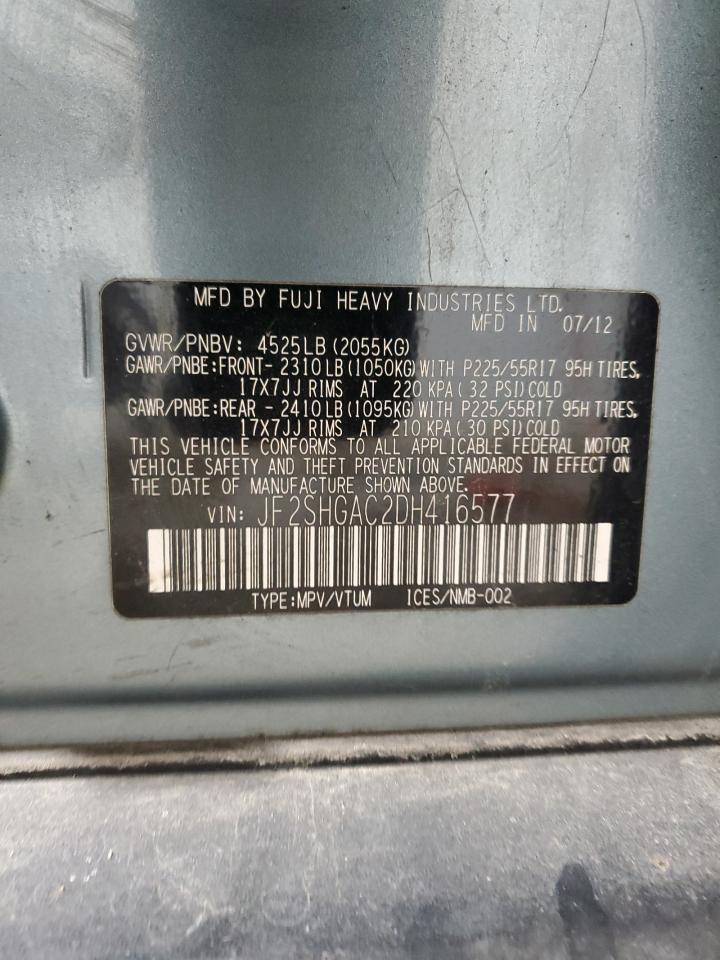 MFD BY FUJI HEAVY INDUSTRIES LTD.
MFD IN 07/12
GVWR/PNBV: 4525LB (2055KG)
GAWR/PNBE:FRONT- 2310LB(1050KG)WITH P225/55R17 95H TIRES,
17X7JJ RIMS AT 220 KPA(32 PSI)COLD
GAWR/PNBE:REAR - 2410LB(1095KG)WITH P225/55R17 95H TIRES,
17X7JJ RIMS AT 210 KPA(30 PSI)COLD
THIS VEHICLE CONFORMS TO ALL APPLICABLE FEDERAL MOTOR
VEHICLE SAFETY AND THEFT PREVENTION STANDARDS IN EFFECT ON
THE DATE OF MANUFACTURE SHOWN ABOVE.
VIN: JF2SHGAC2DH416577
TYPE:MPV/VTUM ICES/NMB-002